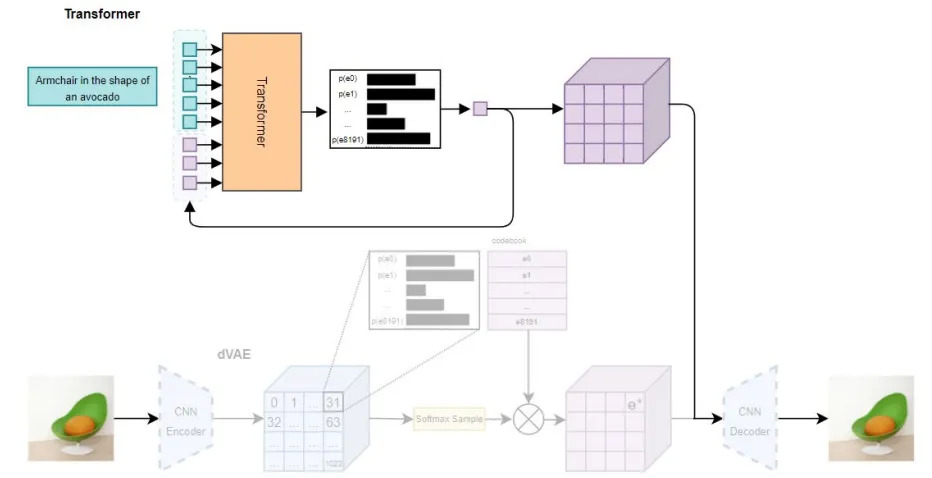 Transformer
Armchair in the shape of
an avocado
Transformer
p(e0)
p(e1)
...
...
p(e8191)
codebook
p(e0)
p(e1)
...
...
p(e8191)
e0
e1
...
...
e8191
dVAE
CNN
Encoder
0 1 ... 31
32 ... ... 63
... ... ... ...
... ... ... 1023
Softmax Sample
e*
CNN
Decoder